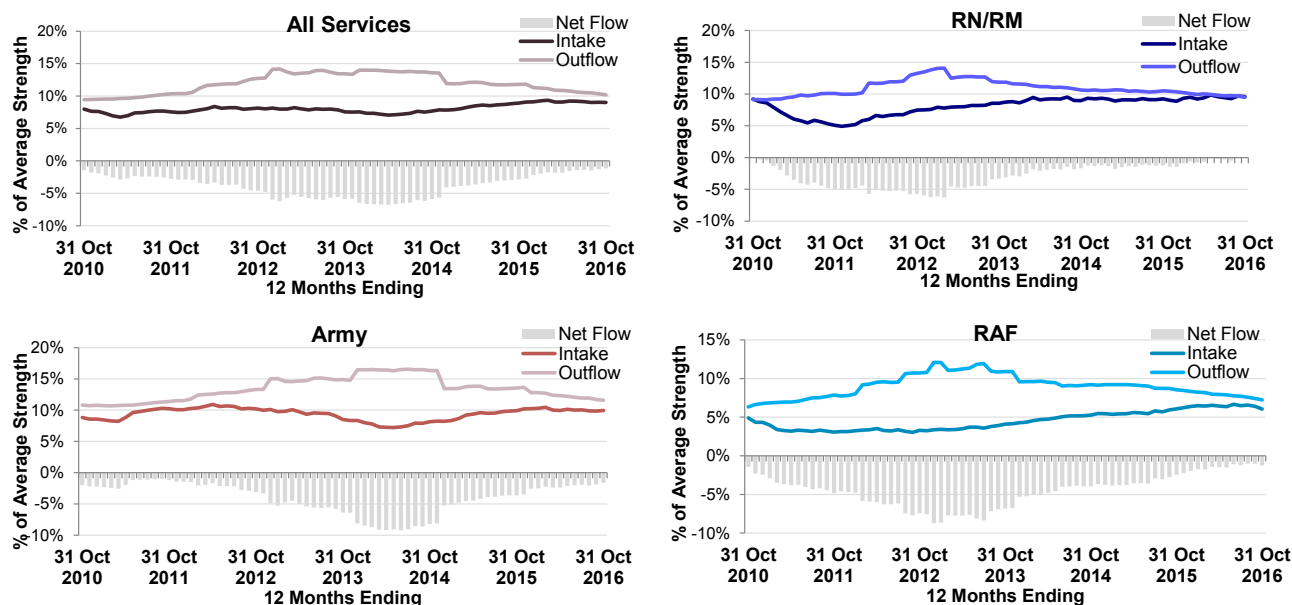 All Services
Net Flow
Intake
Outflow
% of Average Strength
20%
15%
10%
5%
0%
-5%
-10%
31 Oct 31 Oct 31 Oct 31 Oct 31 Oct 31 Oct 31 Oct
2010 2011 2012 2013 2014 2015 2016
12 Months Ending
RN/RM
Net Flow
Intake
Outflow
% of Average Strength
20%
15%
10%
5%
0%
-5%
-10%
31 Oct 31 Oct 31 Oct 31 Oct 31 Oct 31 Oct 31 Oct
2010 2011 2012 2013 2014 2015 2016
12 Months Ending
Army
Net Flow
Intake
Outflow
% of Average Strength
20%
15%
10%
5%
0%
-5%
-10%
31 Oct 31 Oct 31 Oct 31 Oct 31 Oct 31 Oct 31 Oct
2010 2011 2012 2013 2014 2015 2016
12 Months Ending
RAF
Net Flow
Intake
Outflow
% of Average Strength
15%
10%
5%
0%
-5%
-10%
31 Oct 31 Oct 31 Oct 31 Oct 31 Oct 31 Oct 31 Oct
2010 2011 2012 2013 2014 2015 2016
12 Months Ending